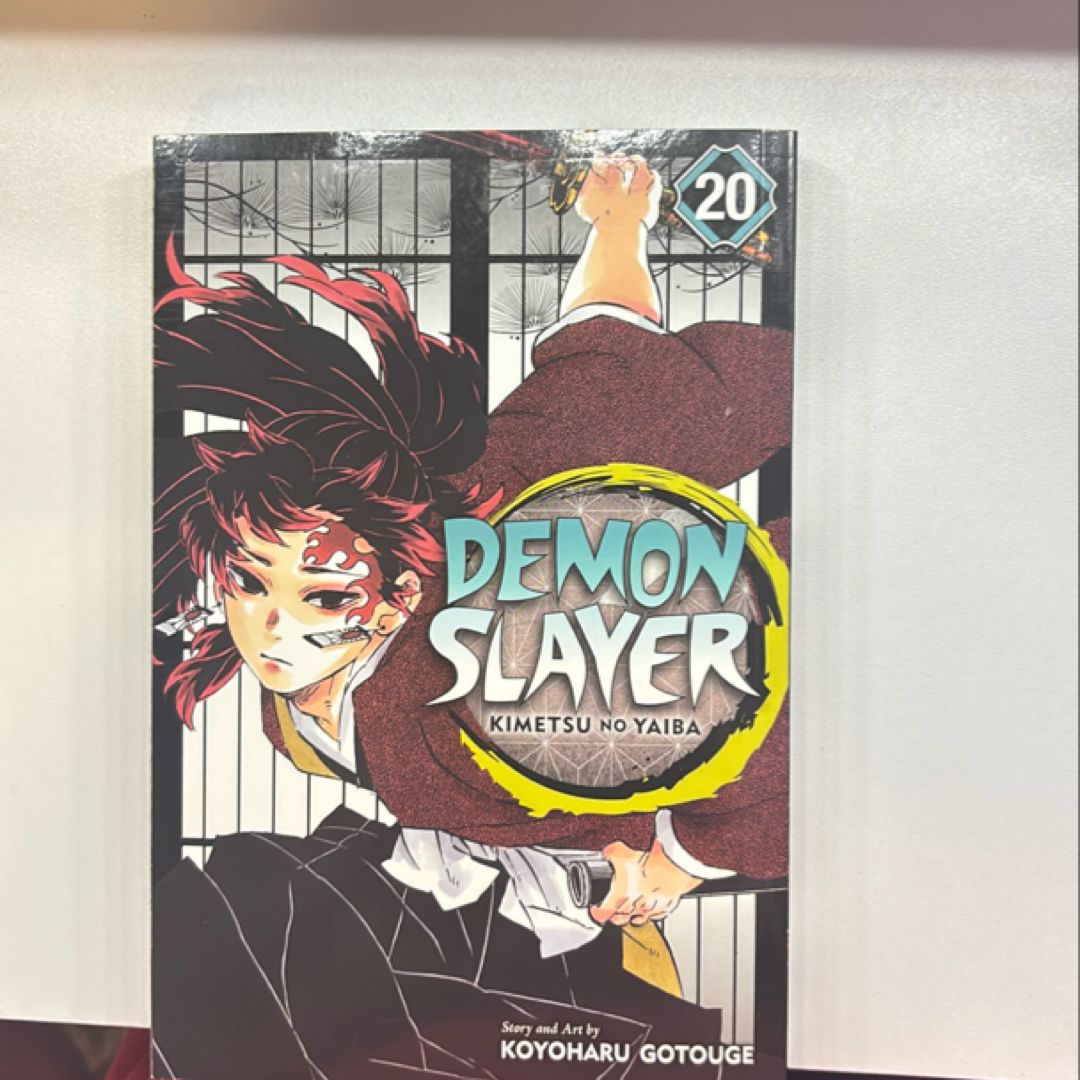 20
DEMON
SLAYER
KIMETSU NO YAIBA
Story and Art by
KOYOHARU GOTOUGE